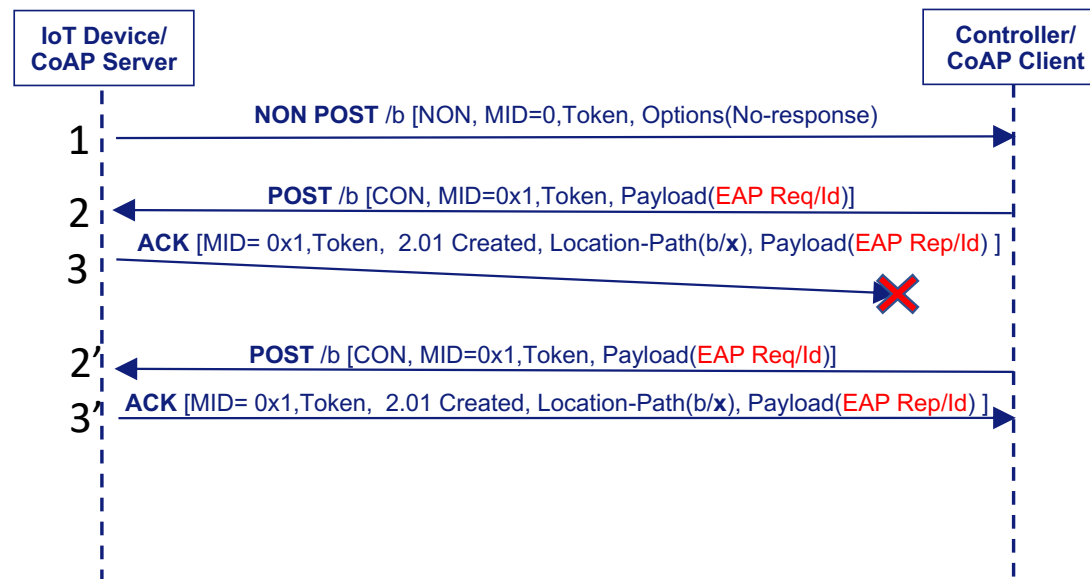 IoT Device/
CoAP Server
Controller/
CoAP Client
NON POST /b [NON, MID=0,Token, Options(No-response)
1
POST /b [CON, MID=0x1,Token, Payload(EAP Req/Id)]
2
ACK [MID= 0x1,Token, 2.01 Created, Location-Path(b/x), Payload(EAP Rep/Id) ]
3
POST /b [CON, MID=0x1,Token, Payload(EAP Req/Id)]
2’
ACK [MID= 0x1,Token, 2.01 Created, Location-Path(b/x), Payload(EAP Rep/Id) ]
3’